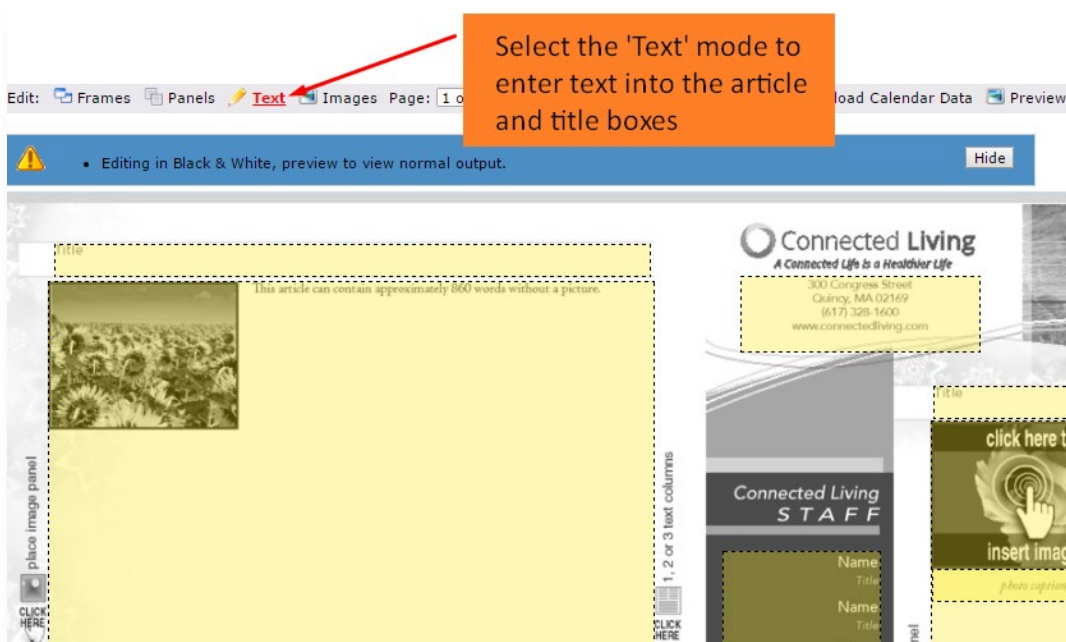 Select the 'Text' mode to
enter text into the article
and title boxes
Edit: Frames Panels Text Images Page: 1 o
load Calendar Data Preview
• Editing in Black & White, preview to view normal output.
Hide
Title
This article can contain approximately 860 words without a picture.
place image panel
CLICK
HERE
1, 2 or 3 text columns
CLICK
HERE
Connected Living
A Connected Life is a Healthier Life
300 Congress Street
Quincy, MA 02169
(617) 328-1600
www.connectedliving.com
Connected Living
STAFF
Name
Title
Name
Title
Title
click here t
insert imag
photo caption
nel